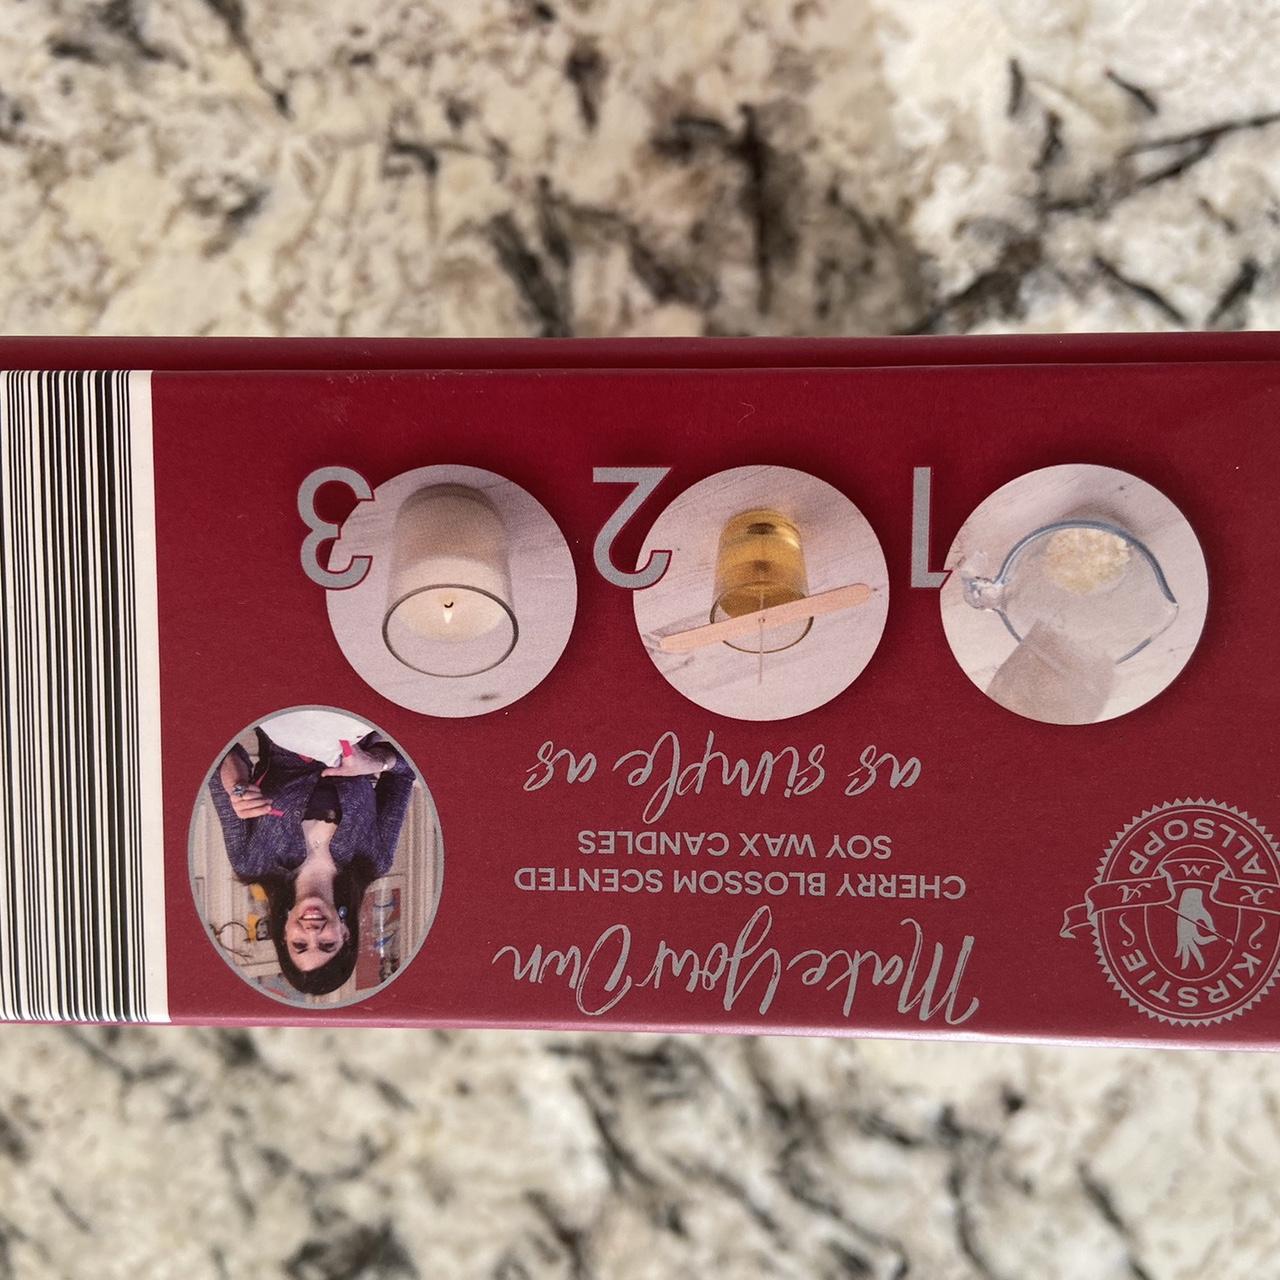 KIRSTIE
ALLSOPP
K M A
Make Your Own
CHERRY BLOSSOM SCENTED
SOY WAX CANDLES
as simple as
1 2 3